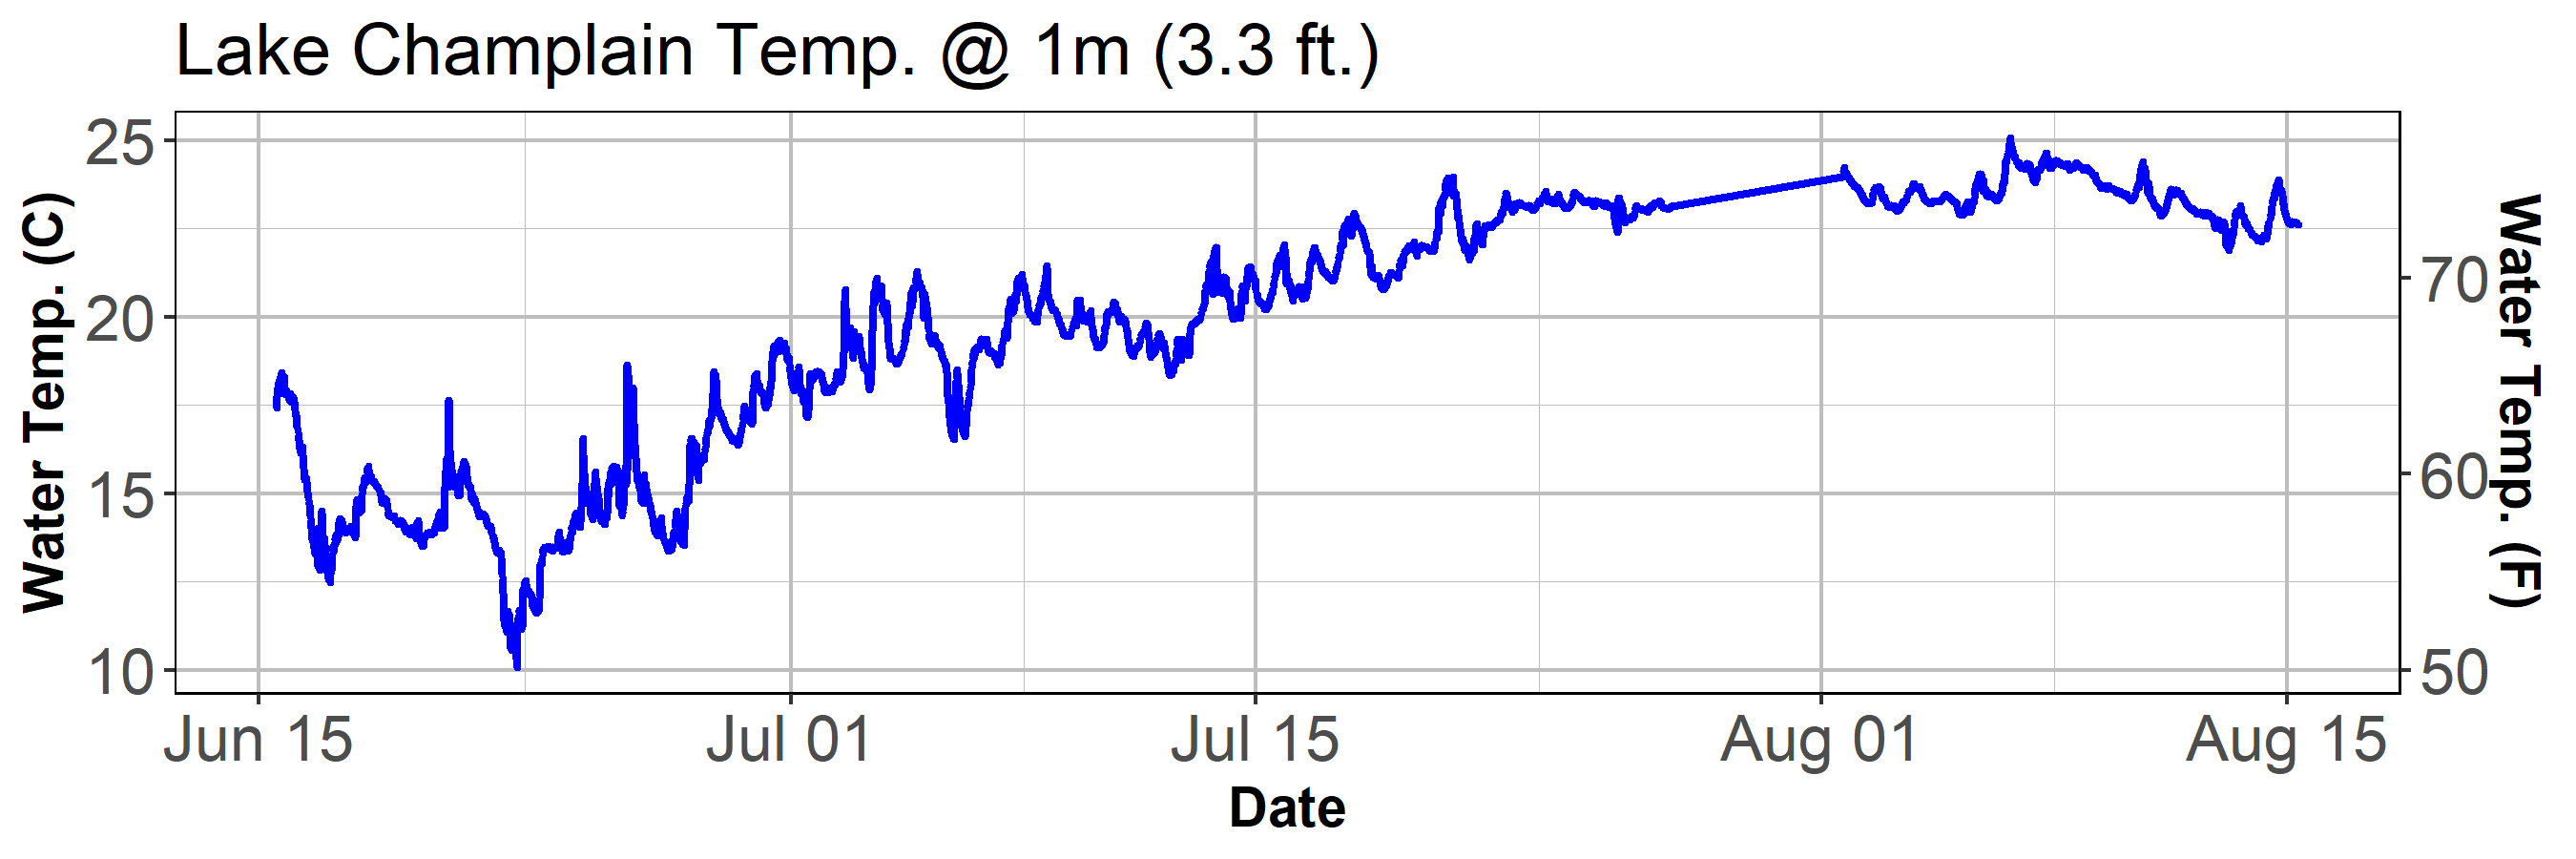 Lake Champlain Temp. @ 1m (3.3 ft.)
Water Temp. (C)
25
20
15
10
70
60
50
Water Temp. (F)
Jun 15
Jul 01
Jul 15
Aug 01
Aug 15
Date